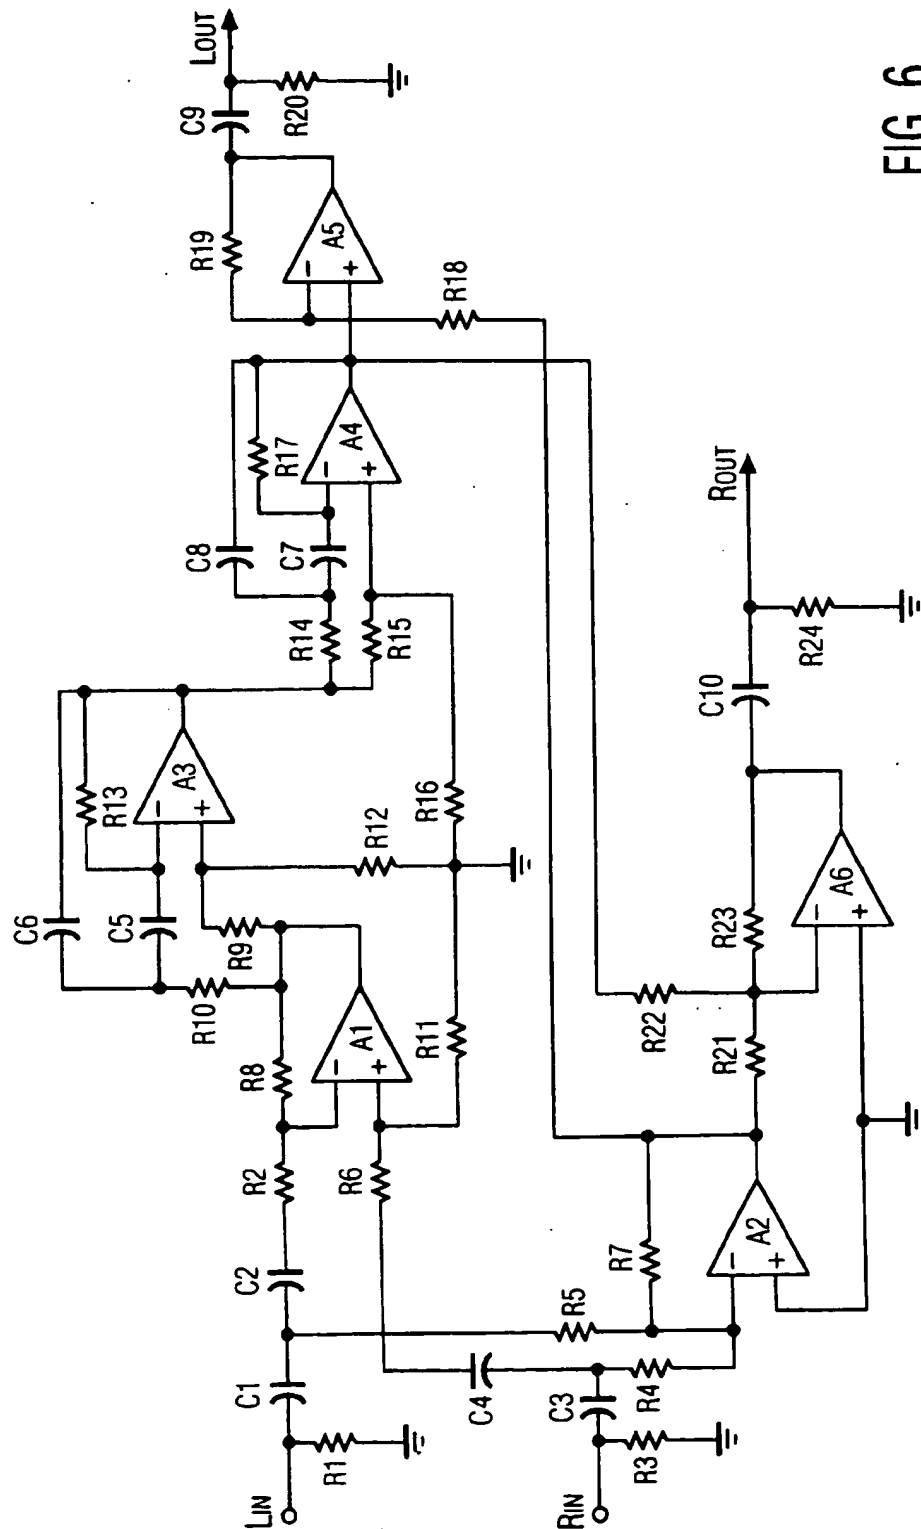 LIN
R1
C1
C2
R2
R8
R10
C6
C5
R9
R13
A3
−
+
R12
A1
−
+
R6
R11
R16
R14
R15
C8
C7
R17
A4
−
+
R19
A5
−
+
R18
C9
LOUT
R20
RIN
R3
C3
C4
R4
R5
R7
A2
−
+
R21
R22
R23
A6
−
+
C10
ROUT
R24
FIG. 6